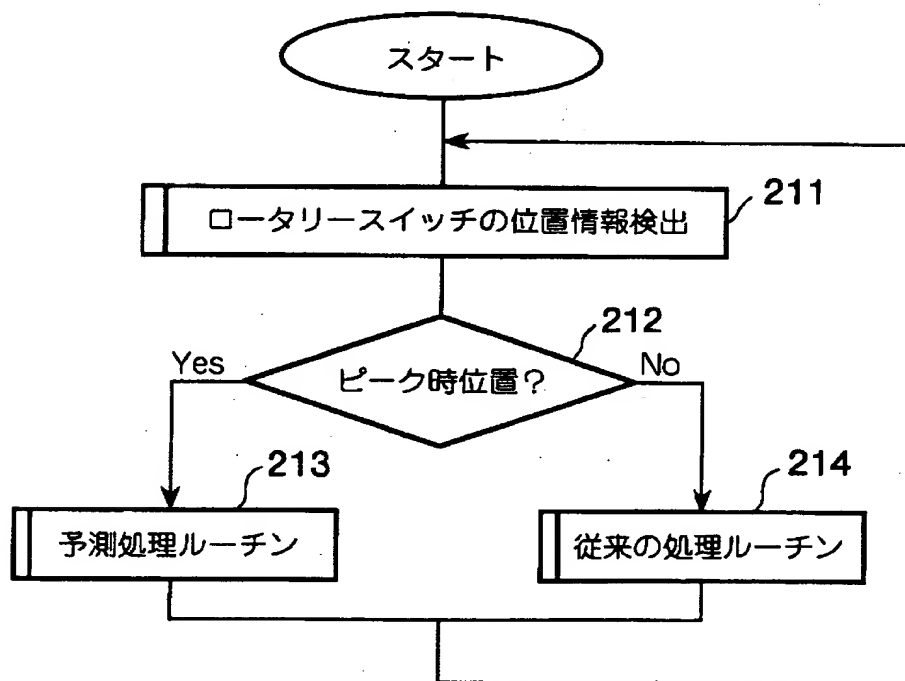 スタート
ロータリースイッチの位置情報検出
211
ピーク時位置?
212
Yes
No
予測処理ルーチン
213
従来の処理ルーチン
214